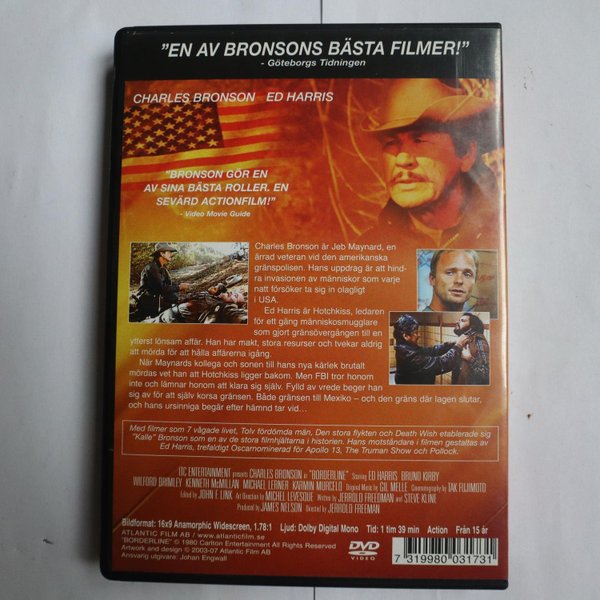 "EN AV BRONSONS BÄSTA FILMER!"
- Göteborgs Tidningen
CHARLES BRONSON ED HARRIS
"BRONSON GÖR EN
AV SINA BÄSTA ROLLER. EN
SEVÄRD ACTIONFILM!"
- Video Movie Guide
Charles Bronson är Jeb Maynard, en
ärrad veteran vid den amerikanska
gränspolisen. Hans uppdrag är att hind-
ra invasionen av människor som varje
natt försöker ta sig in olagligt
i USA.
Ed Harris är Hotchkiss, ledaren
för ett gäng människosmugglare
som gjort gränsövergången till en
ytterst lönsam affär. Han har makt, stora resurser och tvekar aldrig
att mörda för att hålla affärerna igång.
När Maynards kollega och sonen till hans nya kärlek brutalt
mördas vet han att Hotchkiss ligger bakom. Men FBI tror honom
inte och lämnar honom att klara sig själv. Fylld av vrede beger han
sig av för att själv korsa gränsen. Både gränsen till Mexiko – och den gräns där lagen slutar,
och hans ursinniga begär efter hämnd tar vid…
Med filmer som 7 vågade livet, Tolv fördömda män, Den stora flykten och Death Wish etablerade sig
"Kalle" Bronson som en av de stora filmhjältarna i historien. Hans motståndare i filmen gestaltas av
Ed Harris, trefaldigt Oscarnominerad för Apollo 13, The Truman Show och Pollock.
ITC ENTERTAINMENT presents CHARLES BRONSON in "BORDERLINE" Starring ED HARRIS BRUNO KIRBY
WILFORD BRIMLEY KENNETH McMILLAN MICHAEL LERNER KARMIN MURCELO Original Music by GIL MELLE Cinematography by TAK FUJIMOTO
Edited by JOHN F. LINK Art Direction by MICHEL LEVESQUE Written by JERROLD FREEDMAN and STEVE KLINE
Produced by JAMES NELSON Directed by JERROLD FREEMAN
Bildformat: 16x9 Anamorphic Widescreen, 1.78:1 Ljud: Dolby Digital Mono Tid: 1 tim 39 min Action Från 15 år
ATLANTIC FILM AB / www.atlanticfilm.se
"BORDERLINE" © 1980 Carlton Entertainment All Rights Reserved
Artwork and design © 2003-07 Atlantic Film AB
Ansvarig utgivare: Johan Engwall
DVD
VIDEO
7 319980 031731